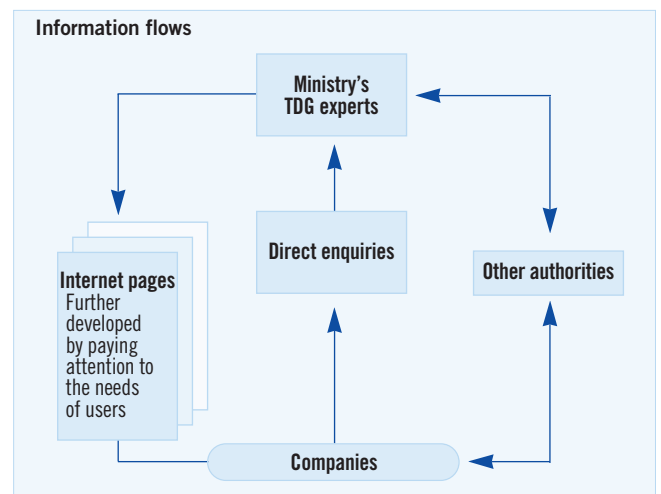 Information flows
Ministry's
TDG experts
Direct enquiries
Other authorities
Internet pages
Further
developed
by paying
attention to
the needs
of users
Companies